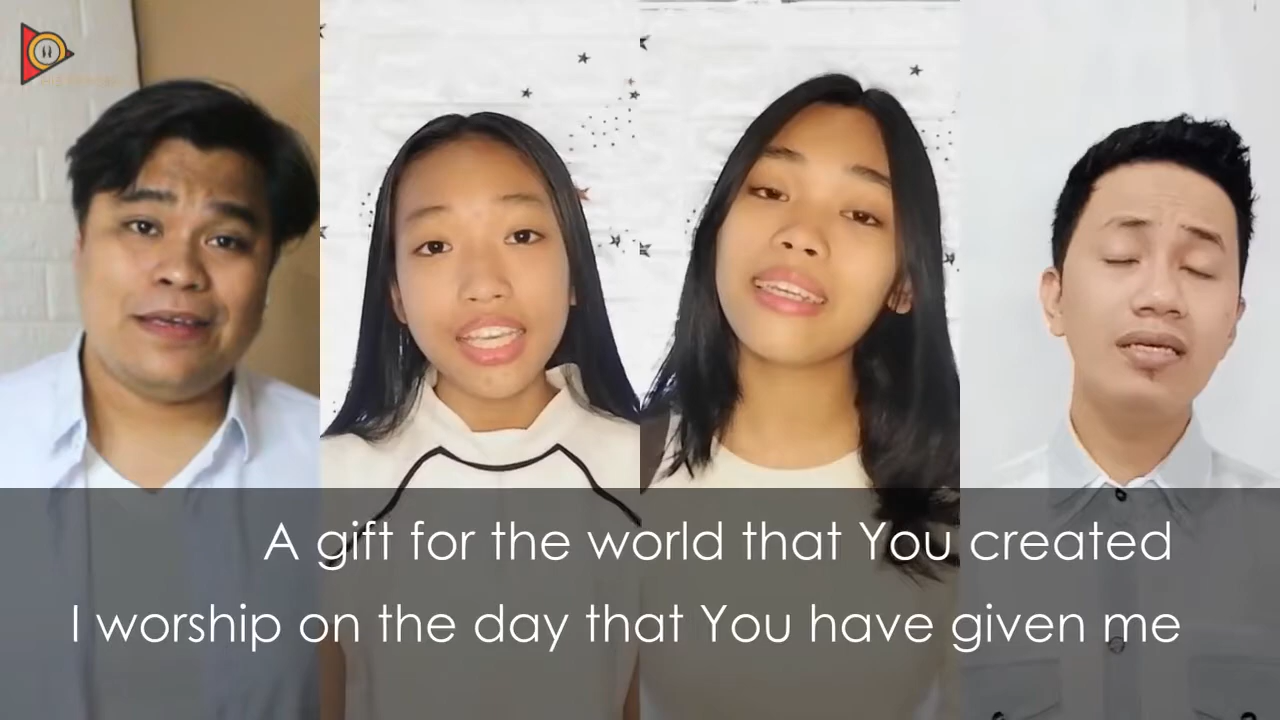 A gift for the world that You created
I worship on the day that You have given me